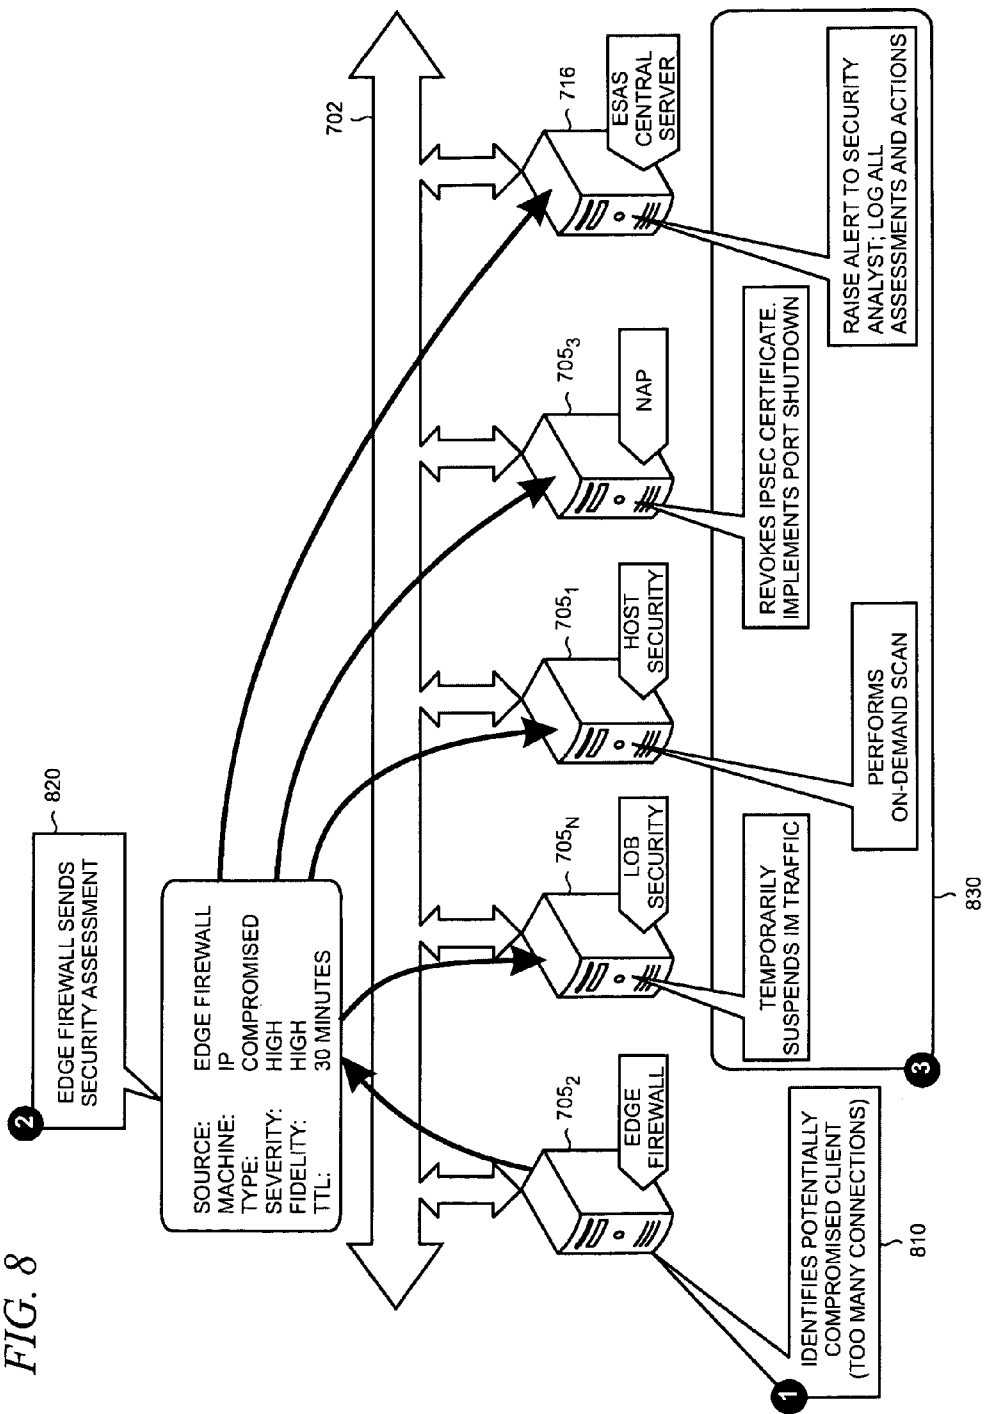 FIG. 8
2
EDGE FIREWALL SENDS
SECURITY ASSESSMENT
820
SOURCE: EDGE FIREWALL
MACHINE: IP
TYPE: COMPROMISED
SEVERITY: HIGH
FIDELITY: HIGH
TTL: 30 MINUTES
702
705₂
EDGE
FIREWALL
705N
LOB
SECURITY
705₁
HOST
SECURITY
705₃
NAP
716
ESAS
CENTRAL
SERVER
1
IDENTIFIES POTENTIALLY
COMPROMISED CLIENT
(TOO MANY CONNECTIONS)
810
3
TEMPORARILY
SUSPENDS IM TRAFFIC
PERFORMS
ON-DEMAND SCAN
REVOKES IPSEC CERTIFICATE.
IMPLEMENTS PORT SHUTDOWN
RAISE ALERT TO SECURITY
ANALYST; LOG ALL
ASSESSMENTS AND ACTIONS
830